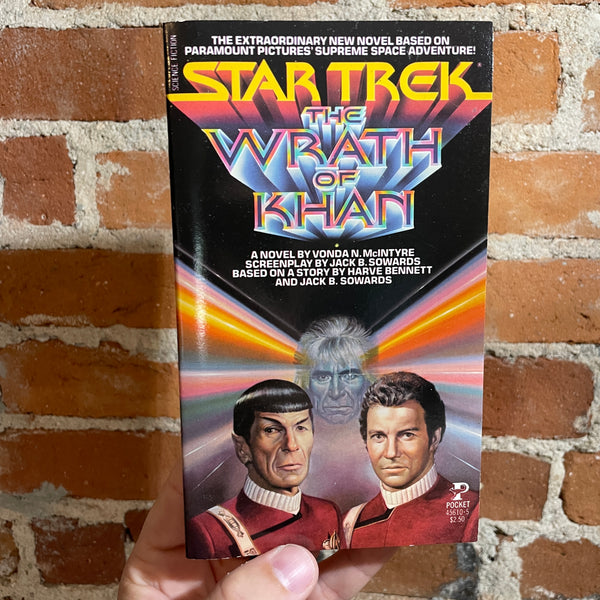 SCIENCE FICTION
THE EXTRAORDINARY NEW NOVEL BASED ON
PARAMOUNT PICTURES' SUPREME SPACE ADVENTURE!
STAR TREK®
THE
WRATH
OF
KHAN
A NOVEL BY VONDA N. McINTYRE
SCREENPLAY BY JACK B. SOWARDS
BASED ON A STORY BY HARVE BENNETT
AND JACK B. SOWARDS
POCKET
45610-5
$2.50